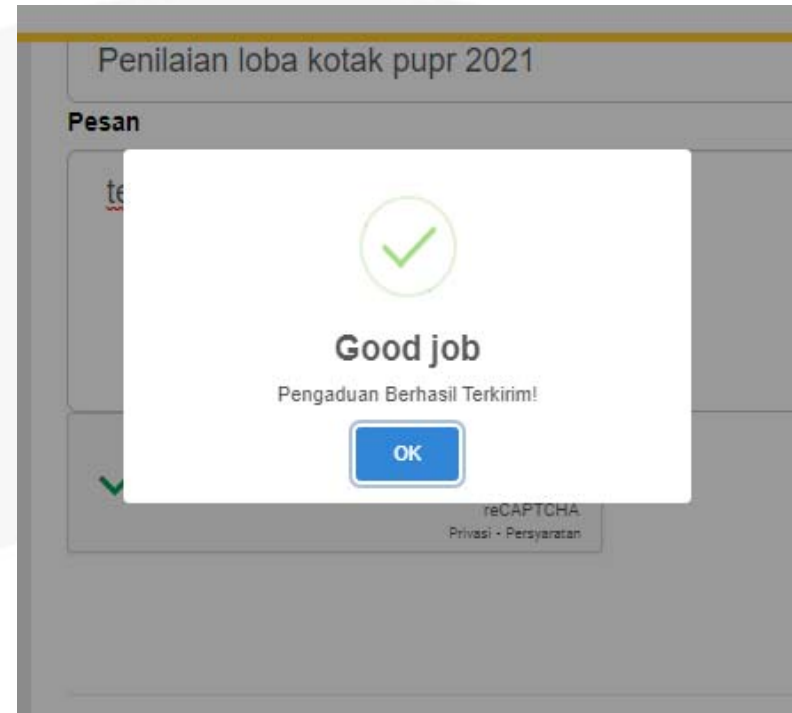 Penilaian loba kotak pupr 2021
Pesan
Good job
Pengaduan Berhasil Terkirim!
OK
reCAPTCHA
Privasi - Persyaratan